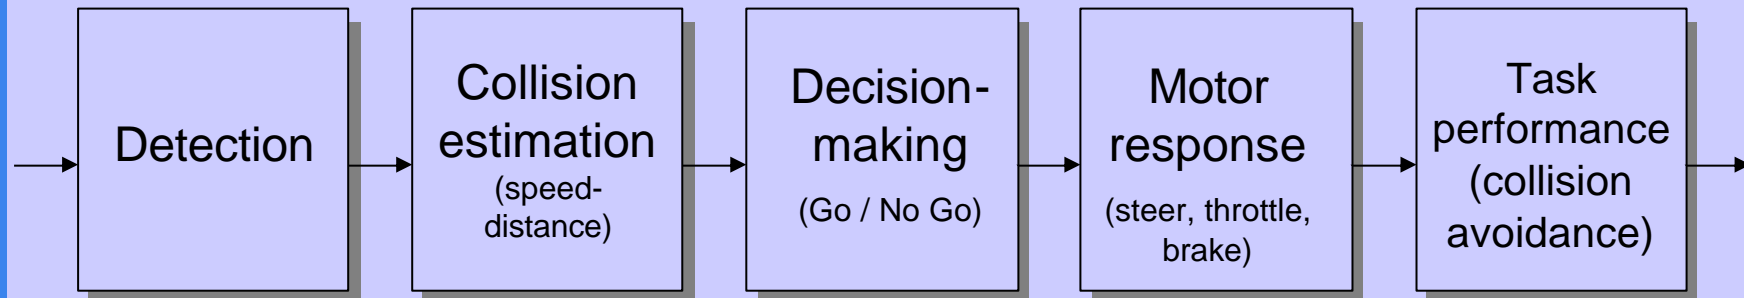 Detection
Collision
estimation
(speed-
distance)
Decision-
making
(Go / No Go)
Motor
response
(steer, throttle,
brake)
Task
performance
(collision
avoidance)